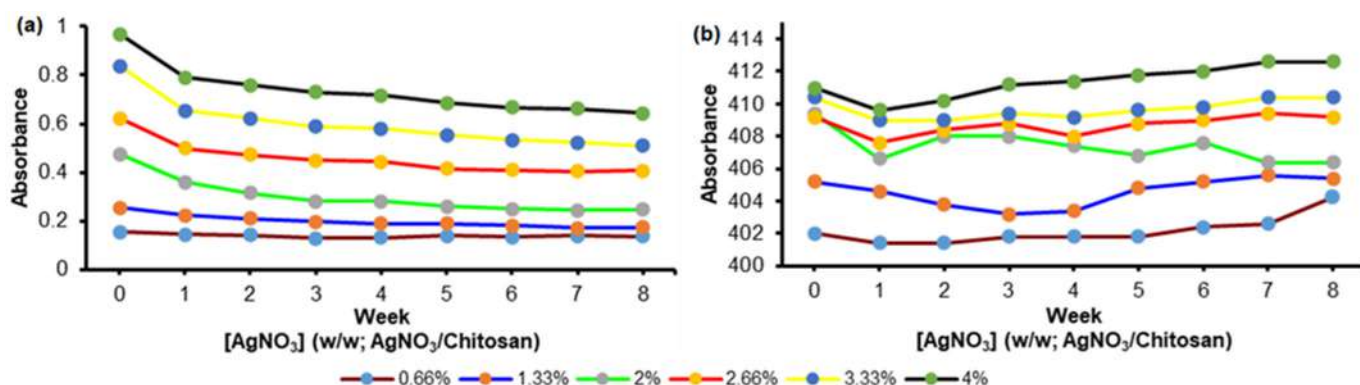 (a)
Absorbance
1
0.8
0.6
0.4
0.2
0
0 1 2 3 4 5 6 7 8
Week
[AgNO₃] (w/w; AgNO₃/Chitosan)
(b)
Absorbance
414
412
410
408
406
404
402
400
0 1 2 3 4 5 6 7 8
Week
[AgNO₃] (w/w; AgNO₃/Chitosan)
0.66% 1.33% 2% 2.66% 3.33% 4%